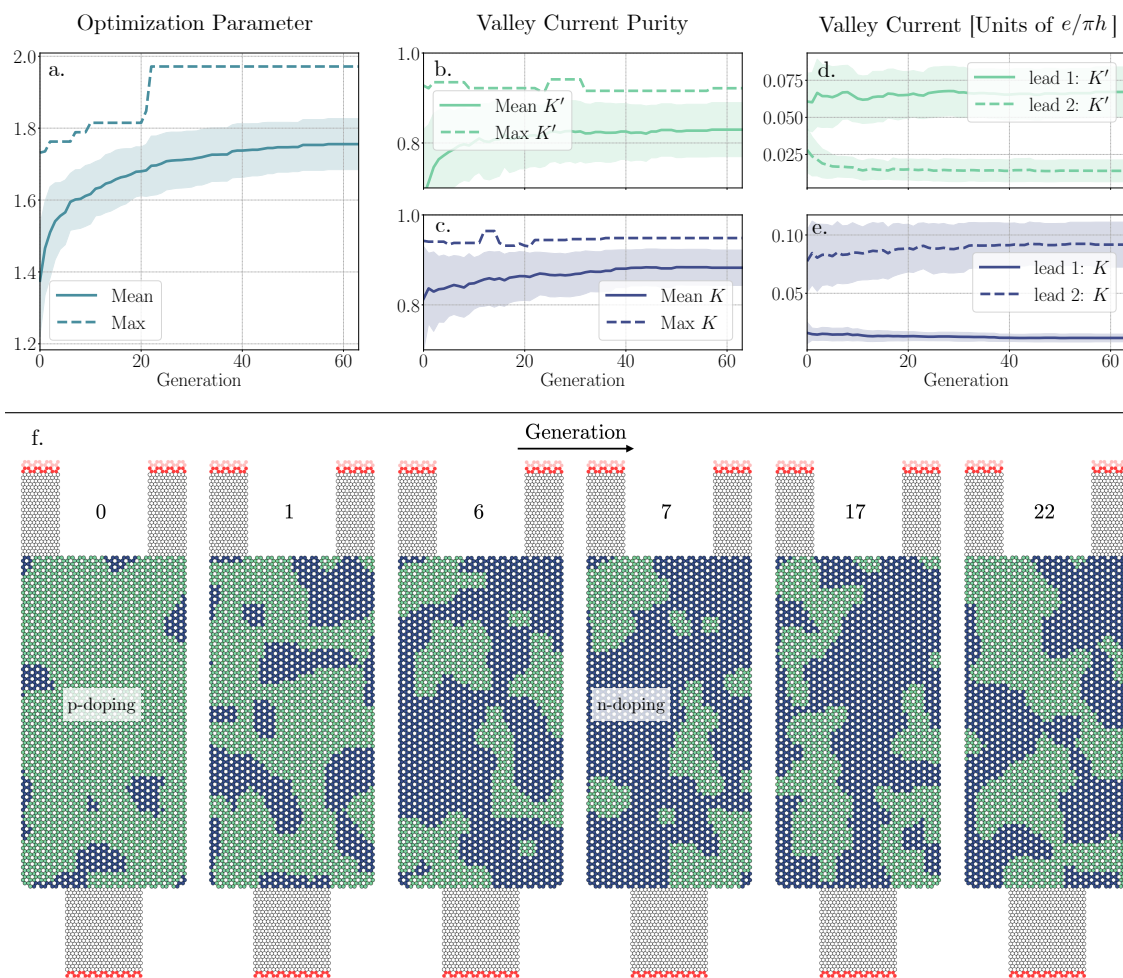 Optimization Parameter
Valley Current Purity
Valley Current [Units of e/πh]
a.
2.0
1.8
1.6
1.4
1.2
Mean
Max
0
20
40
60
Generation
b.
1.0
0.8
Mean K′
Max K′
c.
1.0
0.8
Mean K
Max K
0
20
40
60
Generation
d.
0.075
0.050
0.025
lead 1: K′
lead 2: K′
e.
0.10
0.05
lead 1: K
lead 2: K
0
20
40
60
Generation
f.
Generation
0
1
6
7
17
22
p-doping
n-doping